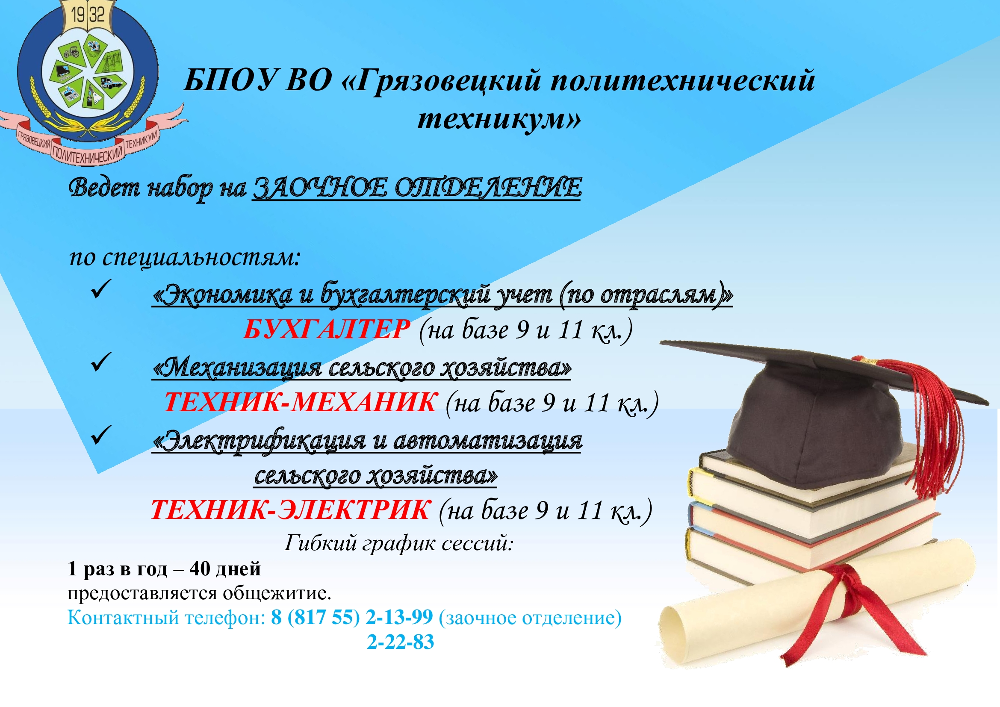 19 32
ГРЯЗОВЕЦКИЙ ПОЛИТЕХНИЧЕСКИЙ ТЕХНИКУМ
БПОУ ВО «Грязовецкий политехнический
техникум»
Ведет набор на ЗАОЧНОЕ ОТДЕЛЕНИЕ
по специальностям:
✓ «Экономика и бухгалтерский учет (по отраслям)»
БУХГАЛТЕР (на базе 9 и 11 кл.)
✓ «Механизация сельского хозяйства»
ТЕХНИК-МЕХАНИК (на базе 9 и 11 кл.)
✓ «Электрификация и автоматизация
сельского хозяйства»
ТЕХНИК-ЭЛЕКТРИК (на базе 9 и 11 кл.)
Гибкий график сессий:
1 раз в год – 40 дней
предоставляется общежитие.
Контактный телефон: 8 (817 55) 2-13-99 (заочное отделение)
2-22-83